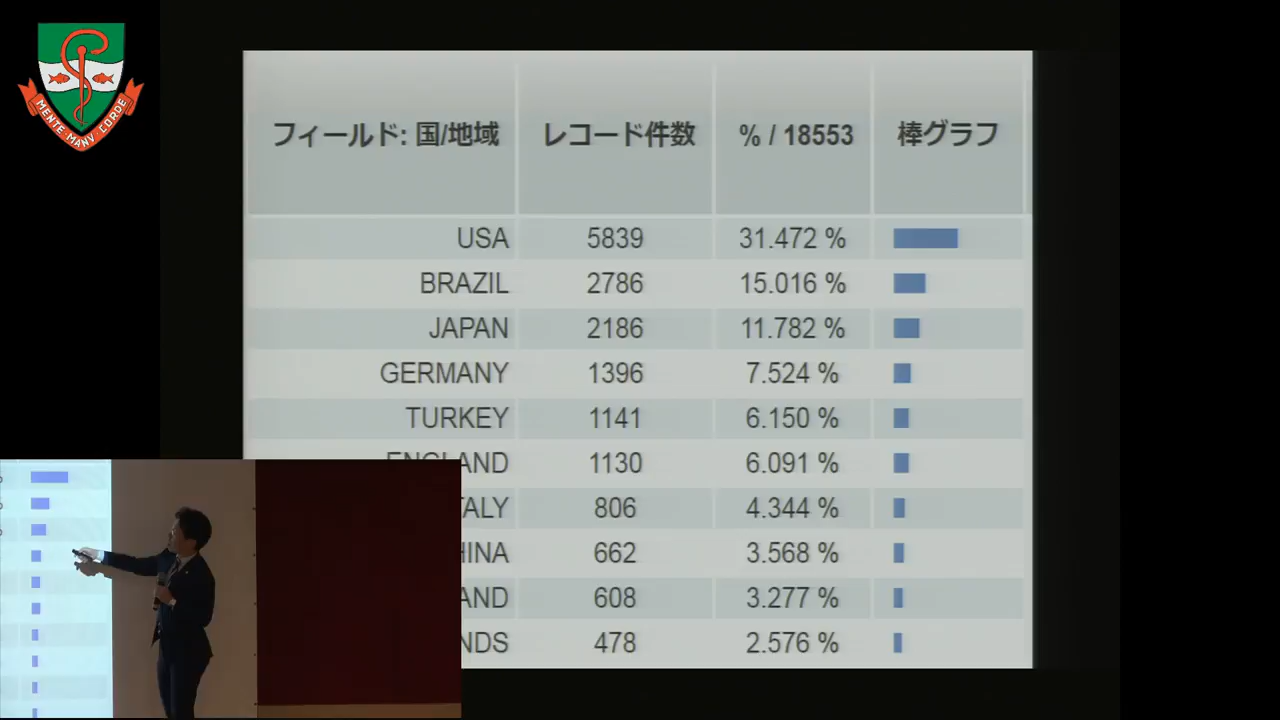 MENTE MANV CORDE
フィールド: 国/地域 レコード件数 % / 18553 棒グラフ
USA 5839 31.472 %
BRAZIL 2786 15.016 %
JAPAN 2186 11.782 %
GERMANY 1396 7.524 %
TURKEY 1141 6.150 %
ENGLAND 1130 6.091 %
806 4.344 %
662 3.568 %
608 3.277 %
478 2.576 %